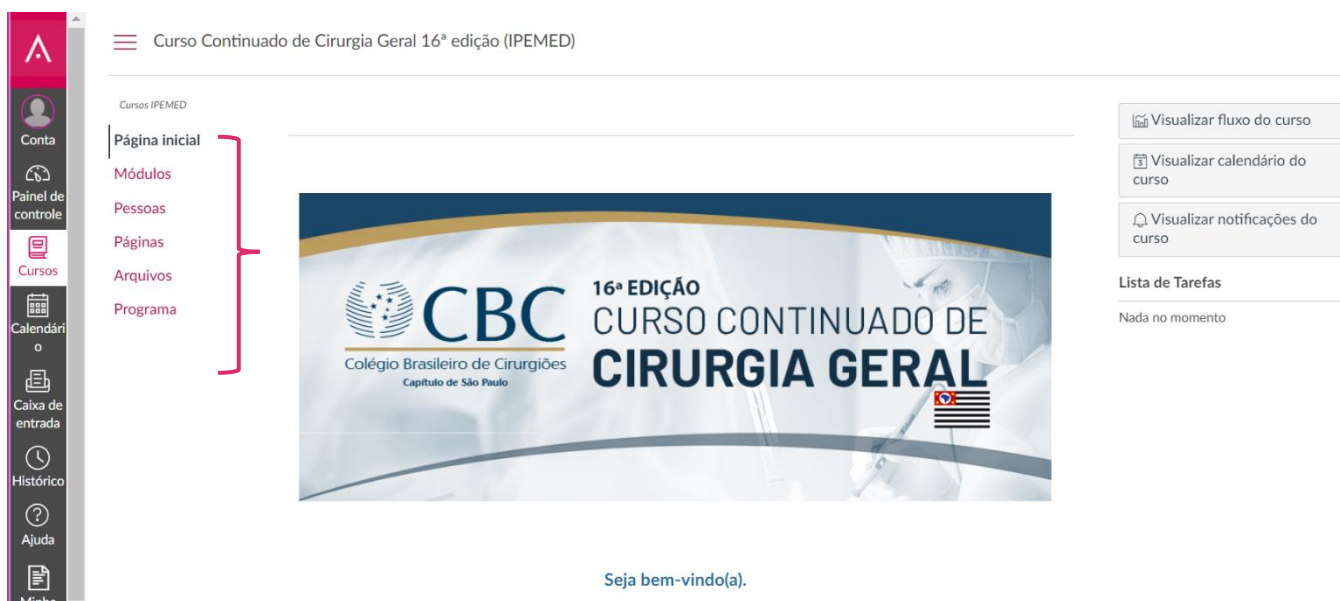 Curso Continuado de Cirurgia Geral 16ª edição (IPEMED)
Conta
Painel de
controle
Cursos
Calendári
o
Caixa de
entrada
Histórico
Ajuda
Minha
Cursos IPEMED
Página inicial
Módulos
Pessoas
Páginas
Arquivos
Programa
CBC
Colégio Brasileiro de Cirurgiões
Capítulo de São Paulo
16ª EDIÇÃO
CURSO CONTINUADO DE
CIRURGIA GERAL
Seja bem-vindo(a).
Visualizar fluxo do curso
Visualizar calendário do
curso
Visualizar notificações do
curso
Lista de Tarefas
Nada no momento